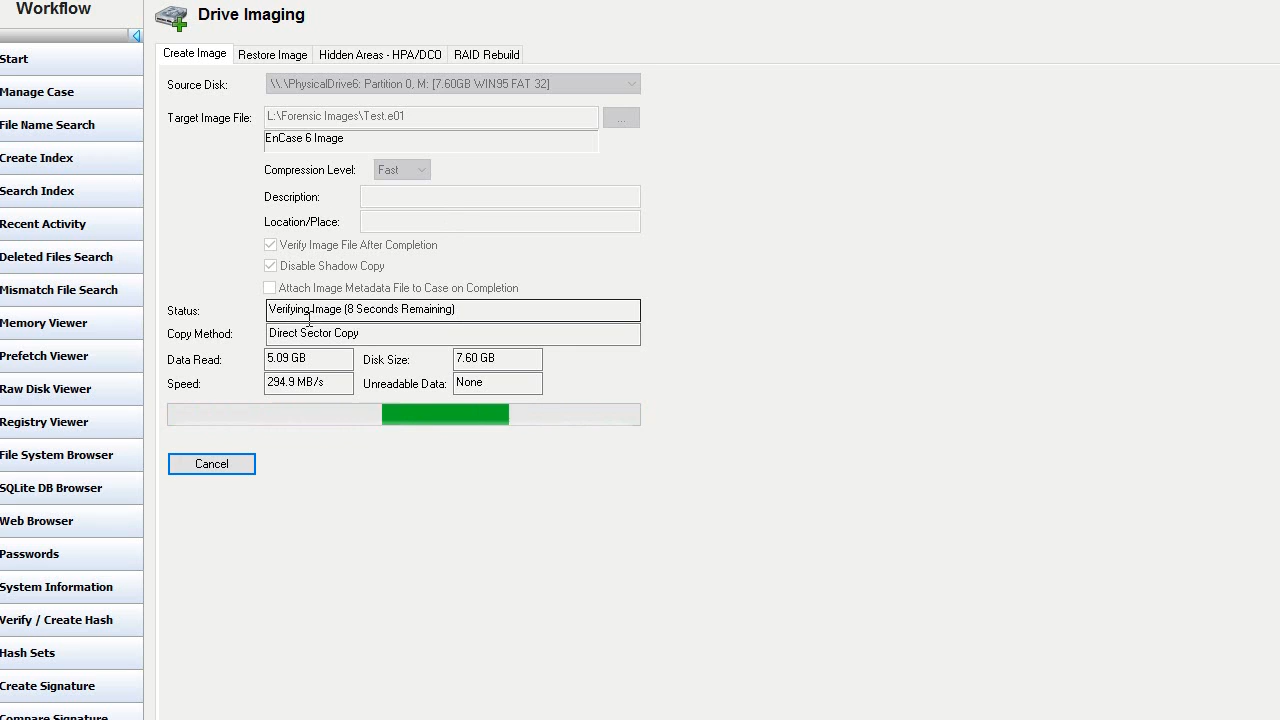 Workflow
Start
Manage Case
File Name Search
Create Index
Search Index
Recent Activity
Deleted Files Search
Mismatch File Search
Memory Viewer
Prefetch Viewer
Raw Disk Viewer
Registry Viewer
File System Browser
SQLite DB Browser
Web Browser
Passwords
System Information
Verify / Create Hash
Hash Sets
Create Signature
Compare Signature
Drive Imaging
Create Image Restore Image Hidden Areas - HPA/DCO RAID Rebuild
Source Disk: \\.\PhysicalDrive6: Partition 0, M: [7.60GB WIN95 FAT 32]
Target Image File: L:\Forensic Images\Test.e01 ...
EnCase 6 Image
Compression Level: Fast
Description:
Location/Place:
Verify Image File After Completion
Disable Shadow Copy
Attach Image Metadata File to Case on Completion
Status: Verifying Image (8 Seconds Remaining)
Copy Method: Direct Sector Copy
Data Read: 5.09 GB Disk Size: 7.60 GB
Speed: 294.9 MB/s Unreadable Data: None
Cancel